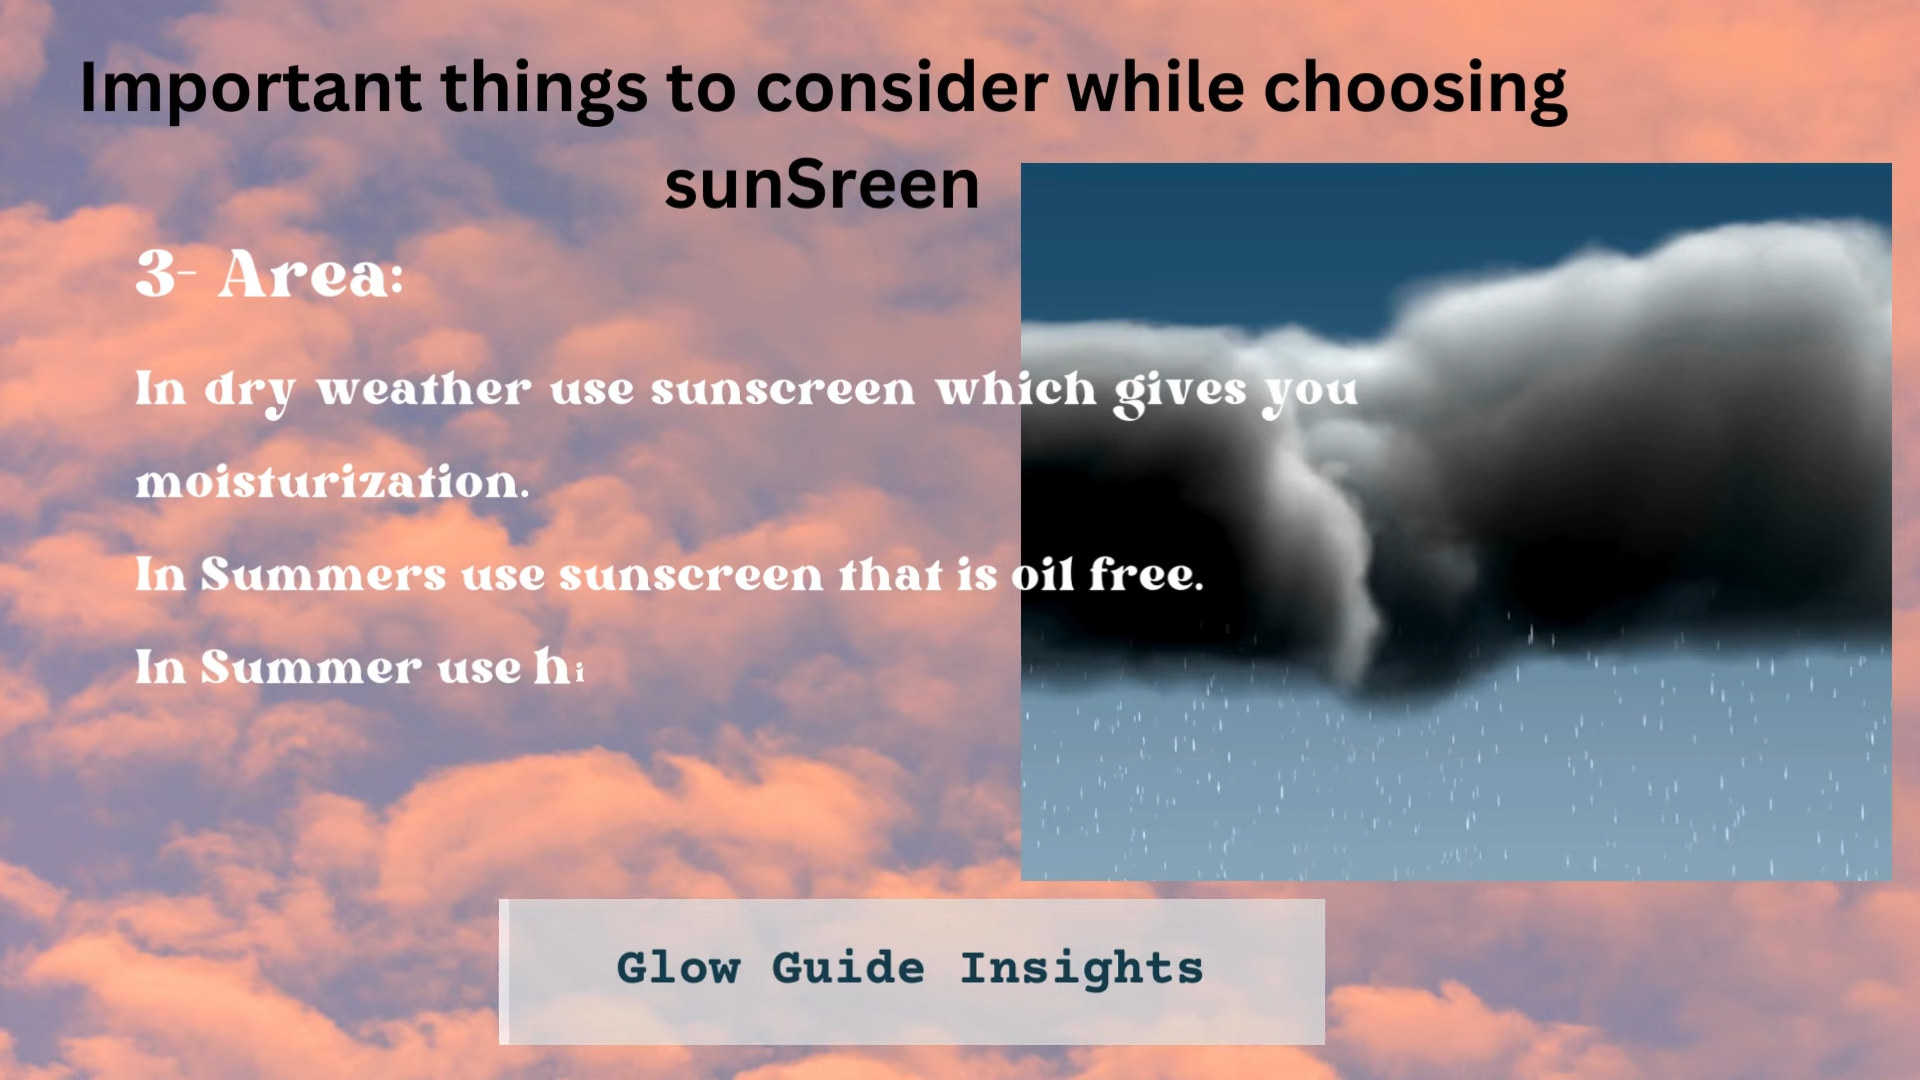 Important things to consider while choosing
sunSreen
3- Area:
In dry weather use sunscreen which gives you
moisturization.
In Summers use sunscreen that is oil free.
In Summer use hi
Glow Guide Insights